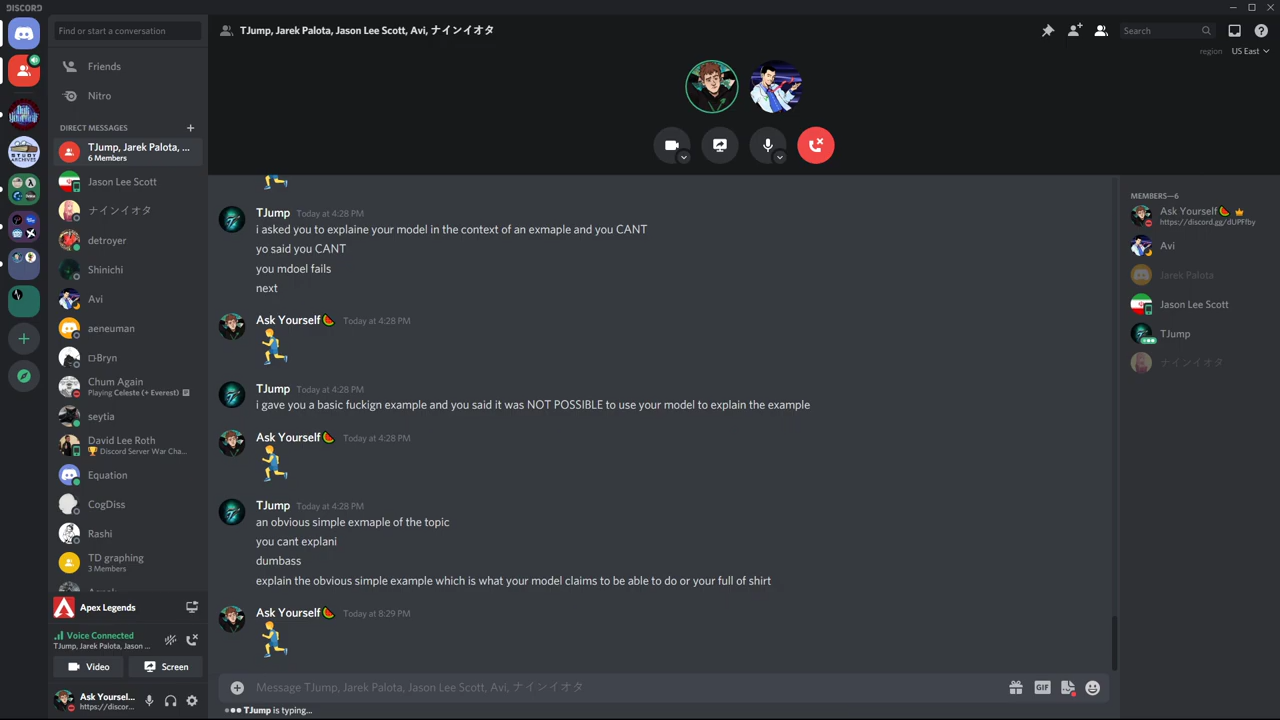 DISCORD
Find or start a conversation
Friends
Nitro
DIRECT MESSAGES
TJump, Jarek Palota, ...
6 Members
Jason Lee Scott
ナインイオタ
detroyer
Shinichi
Avi
aeneuman
Bryn
Chum Again
Playing Celeste (+ Everest)
seytia
David Lee Roth
Discord Server War Cha...
Equation
CogDiss
Rashi
TD graphing
3 Members
Apex Legends
Voice Connected
TJump, Jarek Palota, Jason ...
Video
Screen
Ask Yoursel...
https://discor...
TJump, Jarek Palota, Jason Lee Scott, Avi, ナインイオタ
Search
region
US East
TJump Today at 4:28 PM
i asked you to explaine your model in the context of an exmaple and you CANT
yo said you CANT
you mdoel fails
next
Ask Yourself🍉 Today at 4:28 PM
TJump Today at 4:28 PM
i gave you a basic fuckign example and you said it was NOT POSSIBLE to use your model to explain the example
Ask Yourself🍉 Today at 4:28 PM
TJump Today at 4:28 PM
an obvious simple exmaple of the topic
you cant explani
dumbass
explain the obvious simple example which is what your model claims to be able to do or your full of shirt
Ask Yourself🍉 Today at 8:29 PM
Message TJump, Jarek Palota, Jason Lee Scott, Avi, ナインイオタ
GIF
TJump is typing...
MEMBERS—6
Ask Yourself🍉
https://discord.gg/dUPFfby
Avi
Jarek Palota
Jason Lee Scott
TJump
ナインイオタ